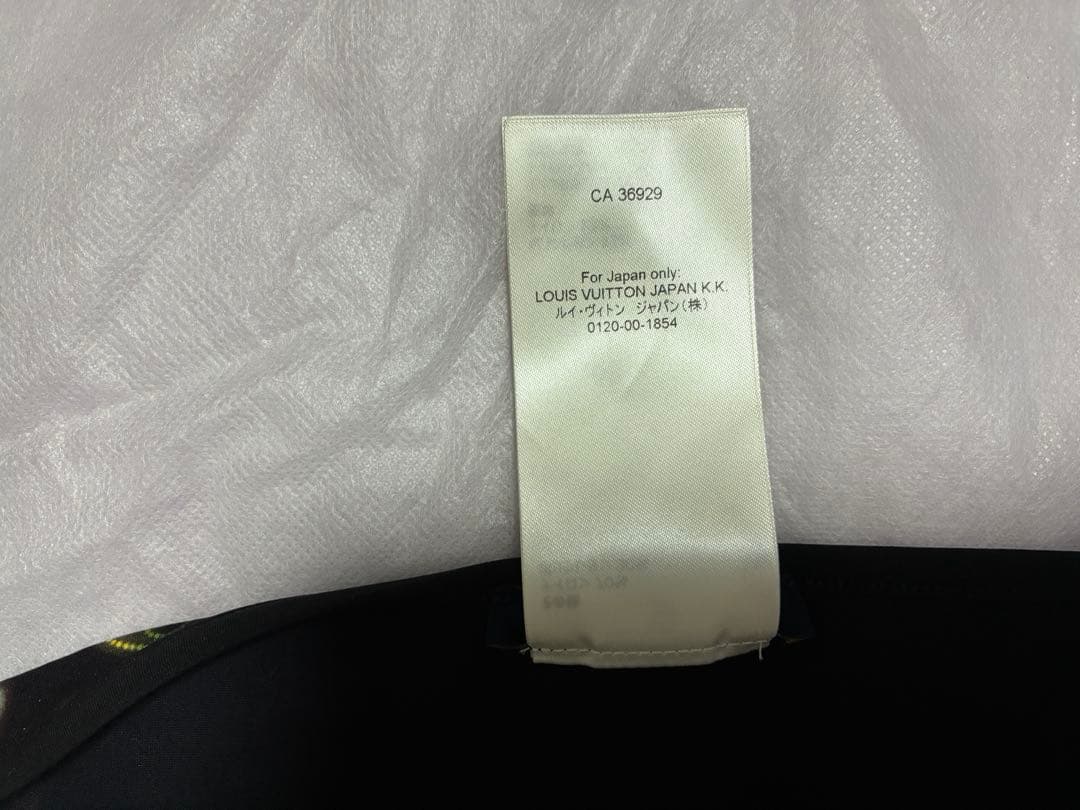 CA 36929
For Japan only:
LOUIS VUITTON JAPAN K.K.
ルイ・ヴィトン ジャパン(株)
0120-00-1854